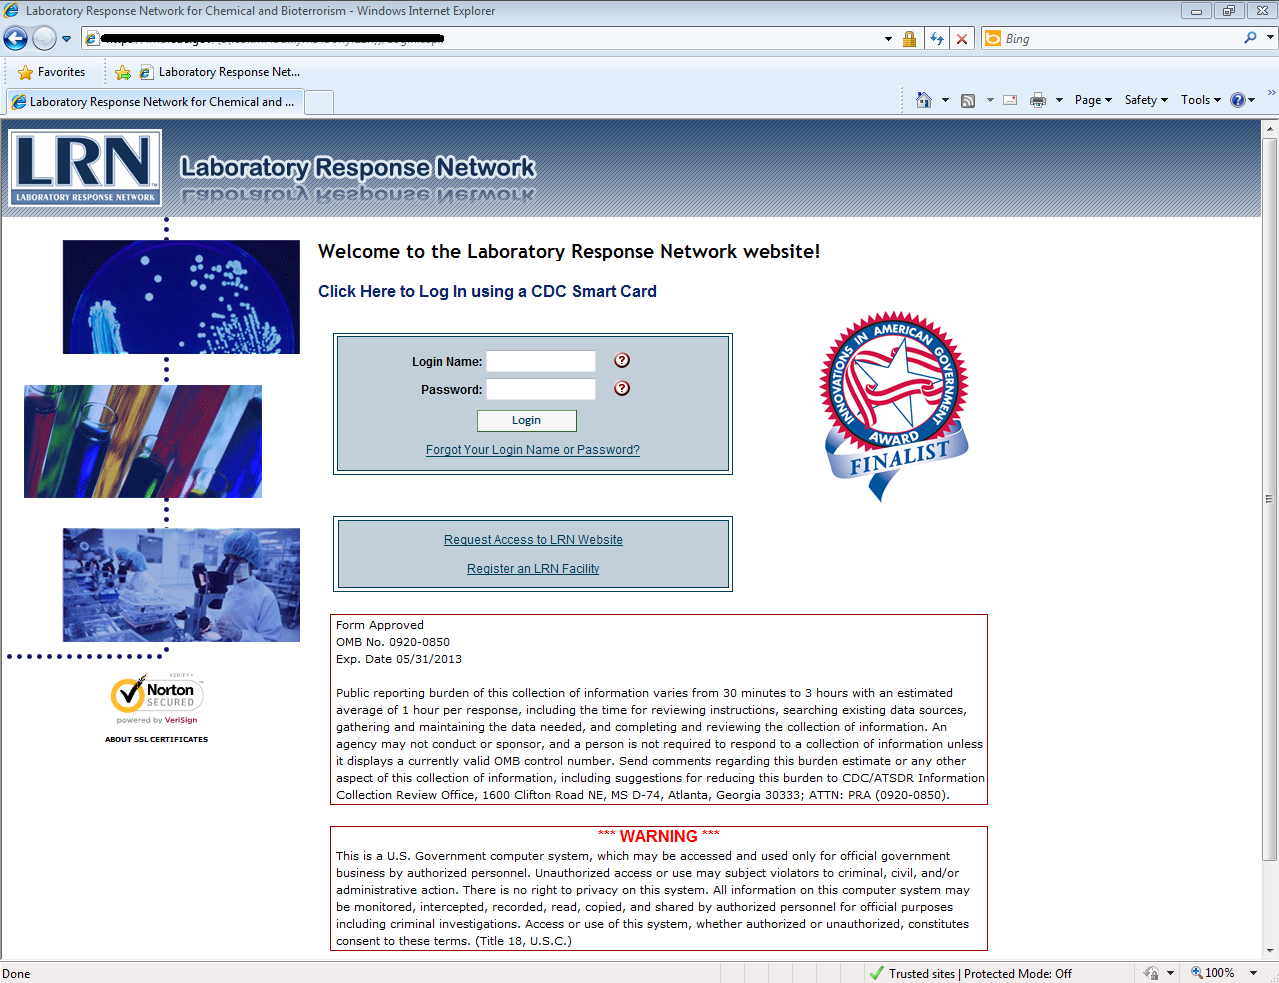 Laboratory Response Network for Chemical and Bioterrorism - Windows Internet Explorer
Bing
Favorites
Laboratory Response Net...
Laboratory Response Network for Chemical and ...
Page
Safety
Tools
LRN
LABORATORY RESPONSE NETWORK
Laboratory Response Network
Welcome to the Laboratory Response Network website!
Click Here to Log In using a CDC Smart Card
Login Name:
Password:
Login
Forgot Your Login Name or Password?
INNOVATIONS IN AMERICAN GOVERNMENT
AWARD
FINALIST
Request Access to LRN Website
Register an LRN Facility
Form Approved
OMB No. 0920-0850
Exp. Date 05/31/2013
Public reporting burden of this collection of information varies from 30 minutes to 3 hours with an estimated
average of 1 hour per response, including the time for reviewing instructions, searching existing data sources,
gathering and maintaining the data needed, and completing and reviewing the collection of information. An
agency may not conduct or sponsor, and a person is not required to respond to a collection of information unless
it displays a currently valid OMB control number. Send comments regarding this burden estimate or any other
aspect of this collection of information, including suggestions for reducing this burden to CDC/ATSDR Information
Collection Review Office, 1600 Clifton Road NE, MS D-74, Atlanta, Georgia 30333; ATTN: PRA (0920-0850).
VERIFY
Norton
SECURED
powered by VeriSign
ABOUT SSL CERTIFICATES
*** WARNING ***
This is a U.S. Government computer system, which may be accessed and used only for official government
business by authorized personnel. Unauthorized access or use may subject violators to criminal, civil, and/or
administrative action. There is no right to privacy on this system. All information on this computer system may
be monitored, intercepted, recorded, read, copied, and shared by authorized personnel for official purposes
including criminal investigations. Access or use of this system, whether authorized or unauthorized, constitutes
consent to these terms. (Title 18, U.S.C.)
Done
Trusted sites | Protected Mode: Off
100%